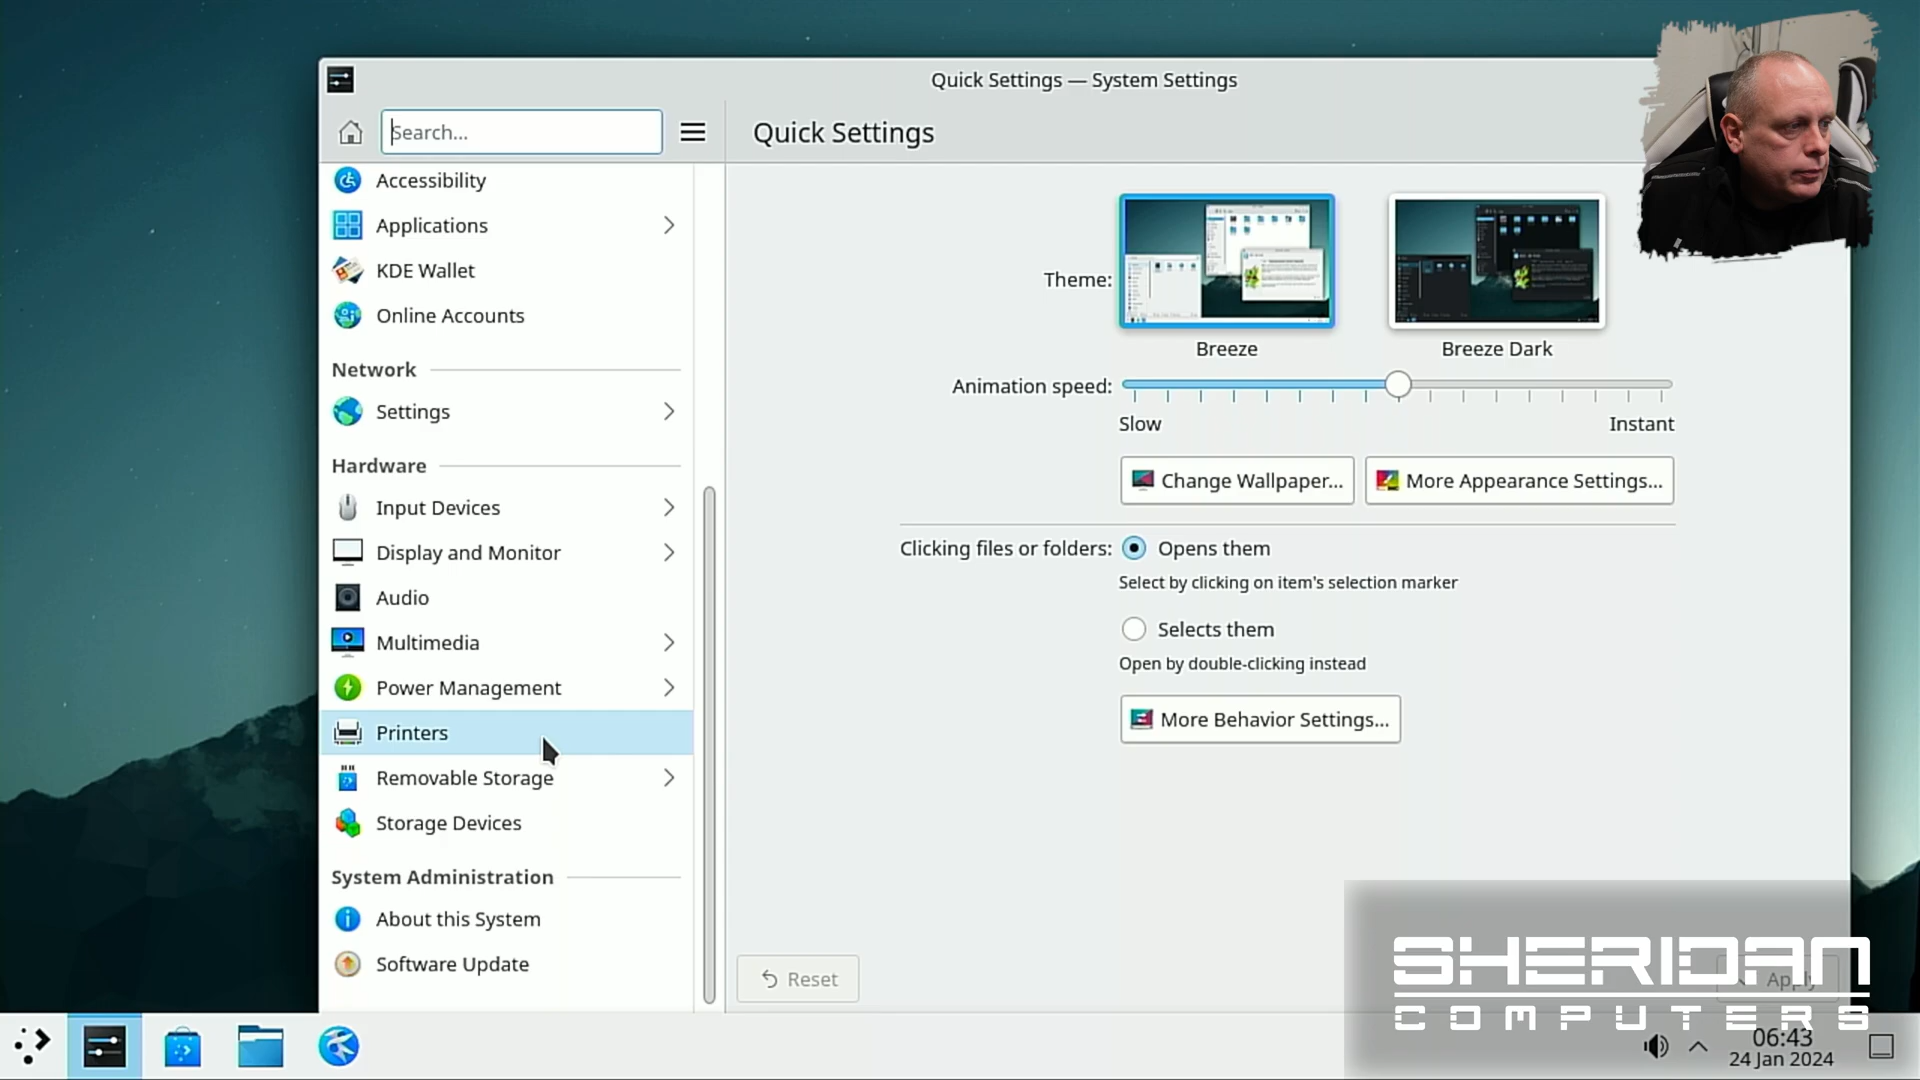 Quick Settings — System Settings
Search...
Quick Settings
Accessibility
Applications
KDE Wallet
Online Accounts
Network
Settings
Hardware
Input Devices
Display and Monitor
Audio
Multimedia
Power Management
Printers
Removable Storage
Storage Devices
System Administration
About this System
Software Update
Theme:
Breeze
Breeze Dark
Animation speed:
Slow
Instant
Change Wallpaper...
More Appearance Settings...
Clicking files or folders:
Opens them
Select by clicking on item's selection marker
Selects them
Open by double-clicking instead
More Behavior Settings...
Reset
Apply
SHERIDAN
COMPUTERS
06:43
24 Jan 2024